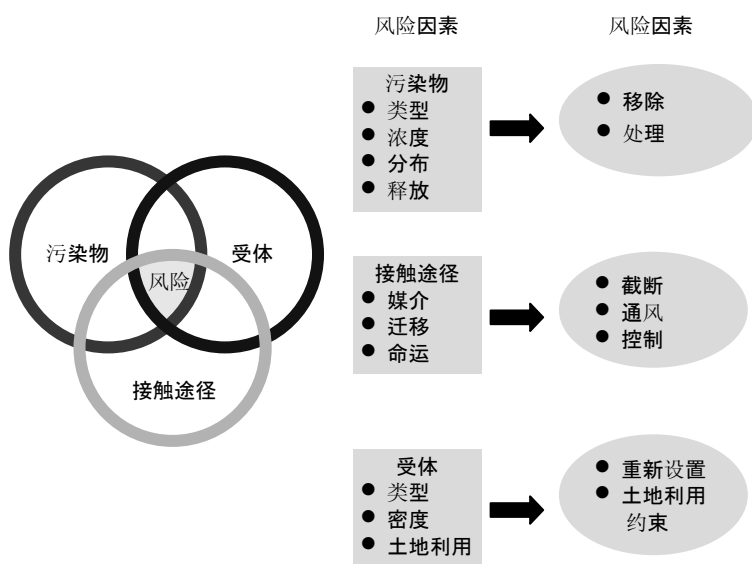 风险因素
风险因素
污染物
受体
风险
接触途径
污染物
● 类型
● 浓度
● 分布
● 释放
● 移除
● 处理
接触途径
● 媒介
● 迁移
● 命运
● 截断
● 通风
● 控制
受体
● 类型
● 密度
● 土地利用
● 重新设置
● 土地利用
约束